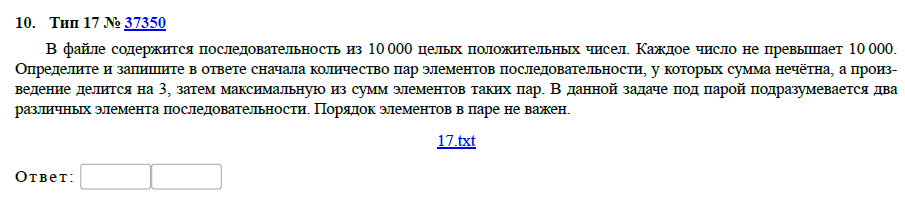 10. Тип 17 № 37350
В файле содержится последовательность из 10 000 целых положительных чисел. Каждое число не превышает 10 000.
Определите и запишите в ответе сначала количество пар элементов последовательности, у которых сумма нечётна, а произ-
ведение делится на 3, затем максимальную из сумм элементов таких пар. В данной задаче под парой подразумевается два
различных элемента последовательности. Порядок элементов в паре не важен.
17.txt
Ответ: